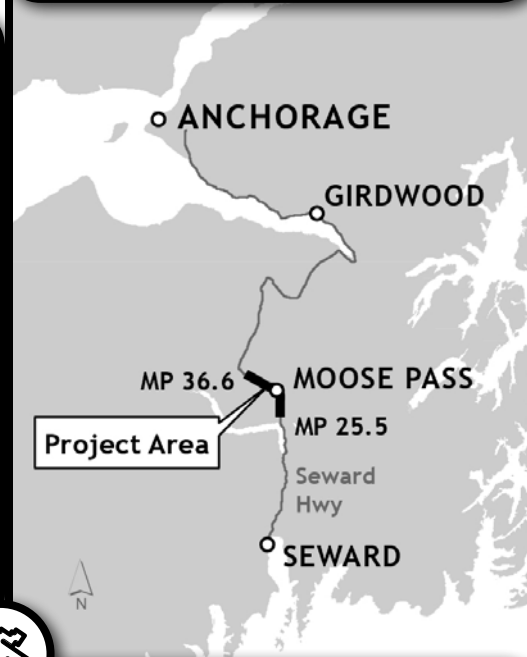 ANCHORAGE
GIRDWOOD
MP 36.6
MOOSE PASS
Project Area
MP 25.5
Seward
Hwy
SEWARD
N